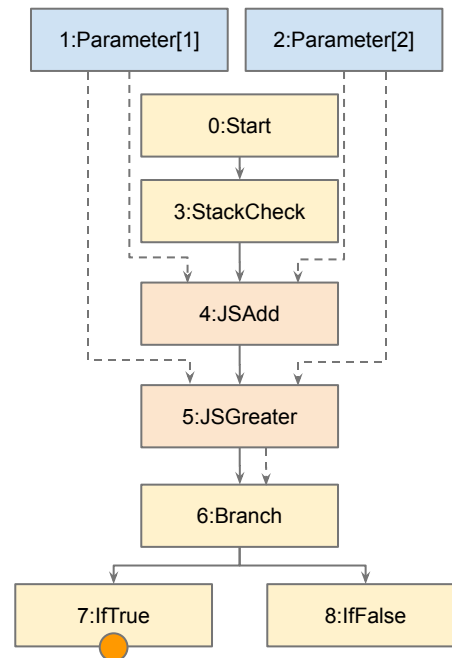 1:Parameter[1]
2:Parameter[2]
0:Start
3:StackCheck
4:JSAdd
5:JSGreater
6:Branch
7:IfTrue
8:IfFalse